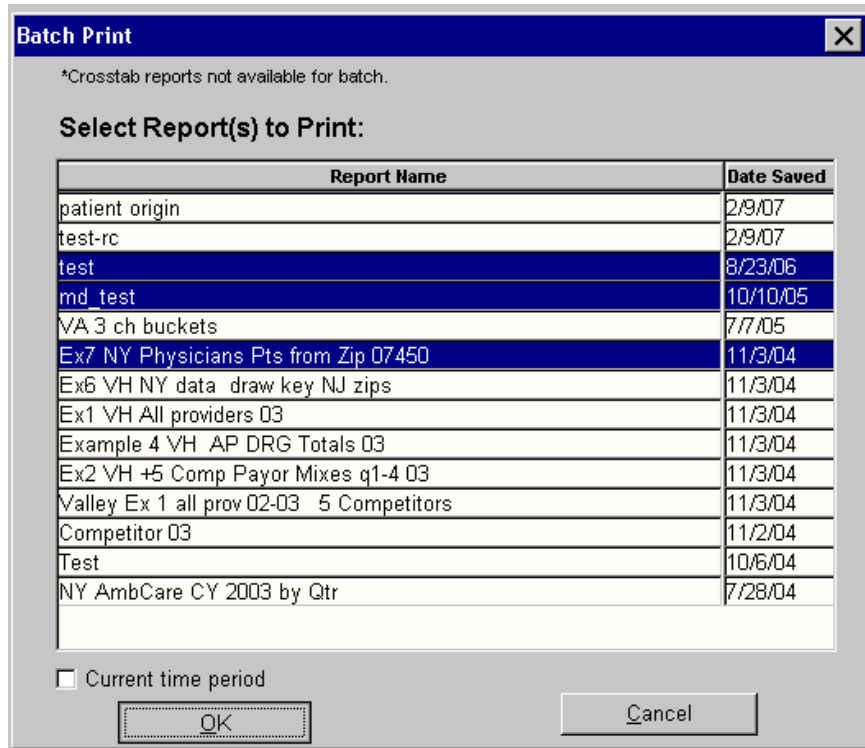 Batch Print
*Crosstab reports not available for batch.
Select Report(s) to Print:
Report Name Date Saved
patient origin 2/9/07
test-rc 2/9/07
test 8/23/06
md_test 10/10/05
VA 3 ch buckets 7/7/05
Ex7 NY Physicians Pts from Zip 07450 11/3/04
Ex6 VH NY data  draw key NJ zips 11/3/04
Ex1 VH All providers 03 11/3/04
Example 4 VH  AP DRG Totals 03 11/3/04
Ex2 VH +5 Comp Payor Mixes q1-4 03 11/3/04
Valley Ex 1 all prov 02-03   5 Competitors 11/3/04
Competitor 03 11/2/04
Test 10/6/04
NY AmbCare CY 2003 by Qtr 7/28/04
Current time period
OK Cancel